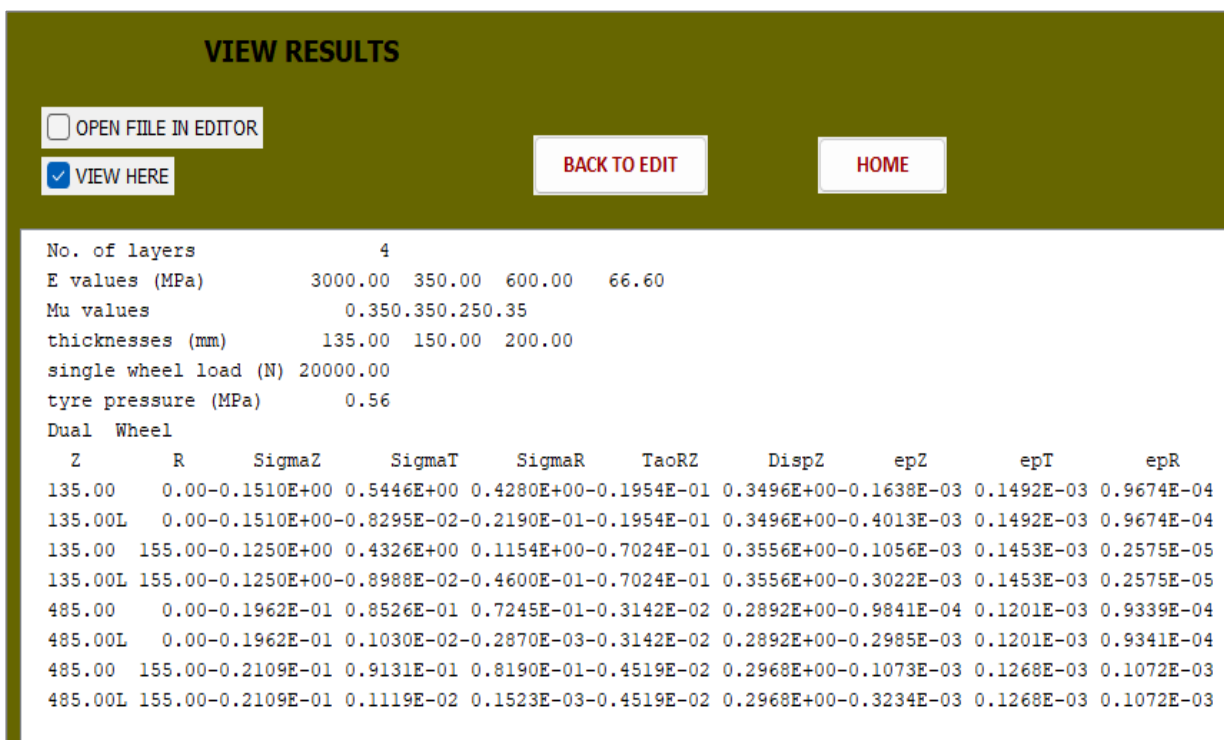 VIEW RESULTS
OPEN FIILE IN EDITOR
VIEW HERE
BACK TO EDIT
HOME
No. of layers 4
E values (MPa) 3000.00 350.00 600.00 66.60
Mu values 0.350.350.250.35
thicknesses (mm) 135.00 150.00 200.00
single wheel load (N) 20000.00
tyre pressure (MPa) 0.56
Dual Wheel
Z R SigmaZ SigmaT SigmaR TaoRZ DispZ epZ epT epR
135.00 0.00-0.1510E+00 0.5446E+00 0.4280E+00-0.1954E-01 0.3496E+00-0.1638E-03 0.1492E-03 0.9674E-04
135.00L 0.00-0.1510E+00-0.8295E-02-0.2190E-01-0.1954E-01 0.3496E+00-0.4013E-03 0.1492E-03 0.9674E-04
135.00 155.00-0.1250E+00 0.4326E+00 0.1154E+00-0.7024E-01 0.3556E+00-0.1056E-03 0.1453E-03 0.2575E-05
135.00L 155.00-0.1250E+00-0.8988E-02-0.4600E-01-0.7024E-01 0.3556E+00-0.3022E-03 0.1453E-03 0.2575E-05
485.00 0.00-0.1962E-01 0.8526E-01 0.7245E-01-0.3142E-02 0.2892E+00-0.9841E-04 0.1201E-03 0.9339E-04
485.00L 0.00-0.1962E-01 0.1030E-02-0.2870E-03-0.3142E-02 0.2892E+00-0.2985E-03 0.1201E-03 0.9341E-04
485.00 155.00-0.2109E-01 0.9131E-01 0.8190E-01-0.4519E-02 0.2968E+00-0.1073E-03 0.1268E-03 0.1072E-03
485.00L 155.00-0.2109E-01 0.1119E-02 0.1523E-03-0.4519E-02 0.2968E+00-0.3234E-03 0.1268E-03 0.1072E-03